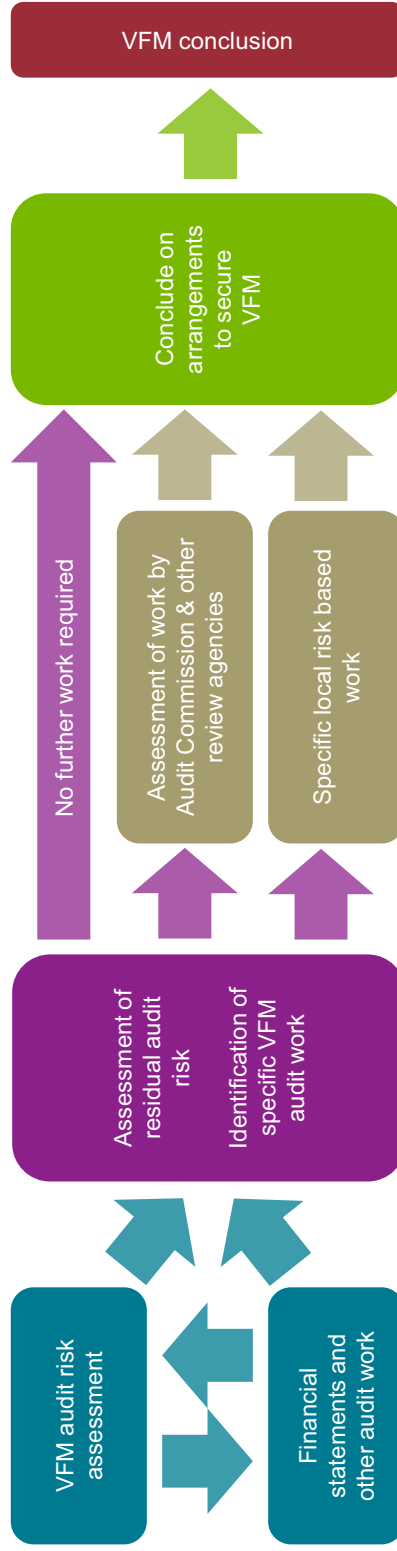 VFM audit risk
assessment
Financial
statements and
other audit work
Assessment of
residual audit
risk
Identification of
specific VFM
audit work
No further work required
Assessment of work by
Audit Commission & other
review agencies
Specific local risk based
work
Conclude on
arrangements
to secure
VFM
VFM conclusion